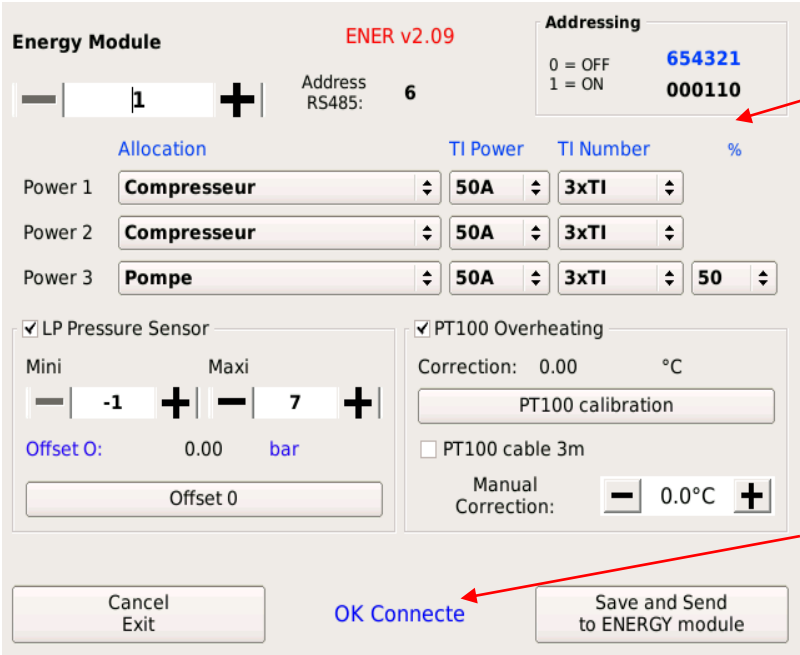 Energy Module
ENER v2.09
Addressing
0 = OFF
1 = ON
654321
000110
1
Address
RS485:
6
Allocation TI Power TI Number %
Power 1 Compresseur 50A 3xTI
Power 2 Compresseur 50A 3xTI
Power 3 Pompe 50A 3xTI 50
LP Pressure Sensor
Mini Maxi
-1 7
Offset O: 0.00 bar
Offset 0
PT100 Overheating
Correction: 0.00 °C
PT100 calibration
PT100 cable 3m
Manual
Correction:
0.0°C
Cancel
Exit
OK Connecte
Save and Send
to ENERGY module